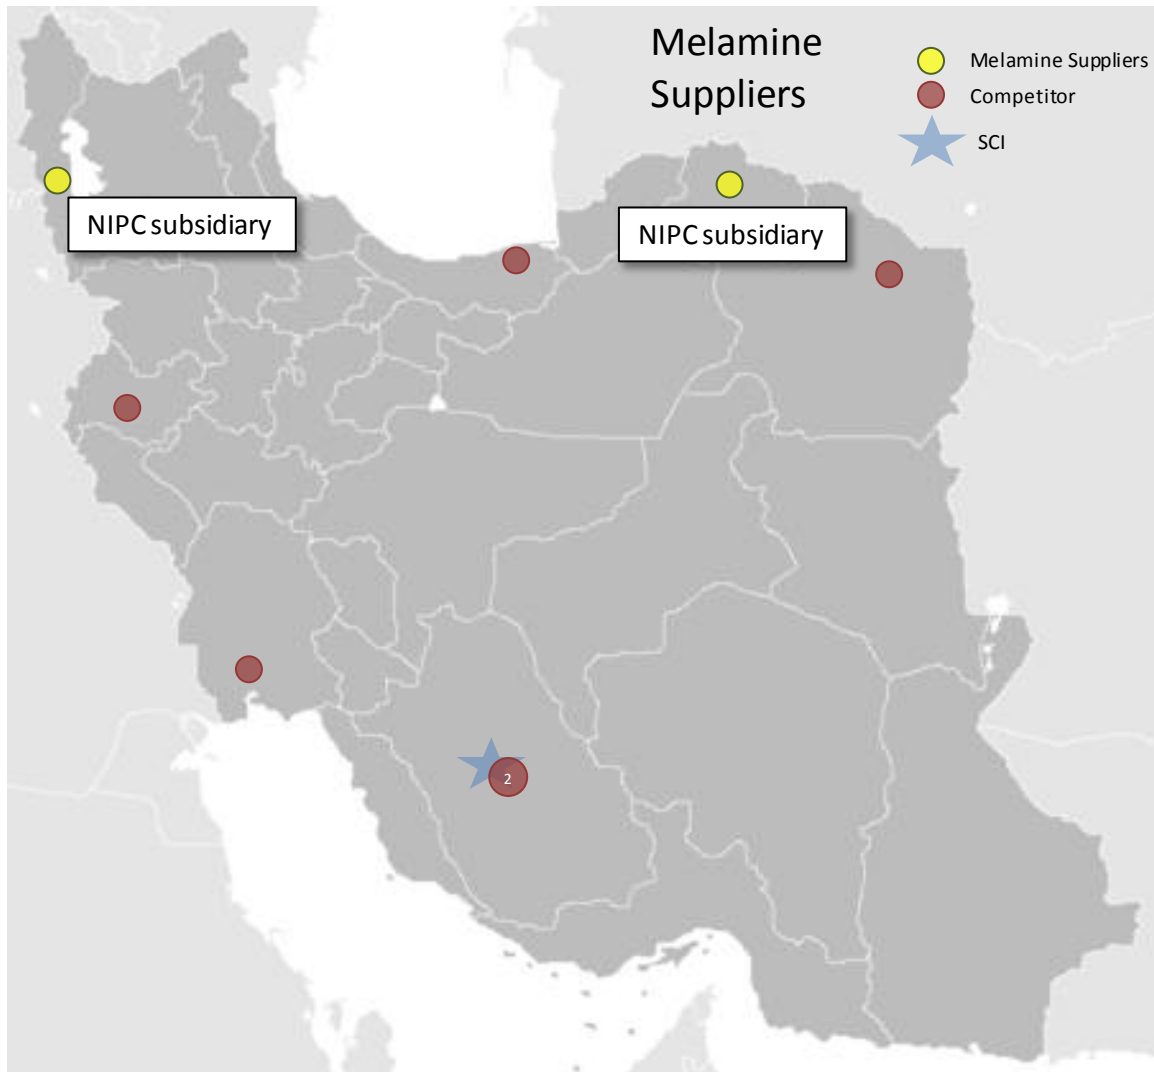 Melamine
Suppliers
Melamine Suppliers
Competitor
SCI
NIPC subsidiary
NIPC subsidiary
2